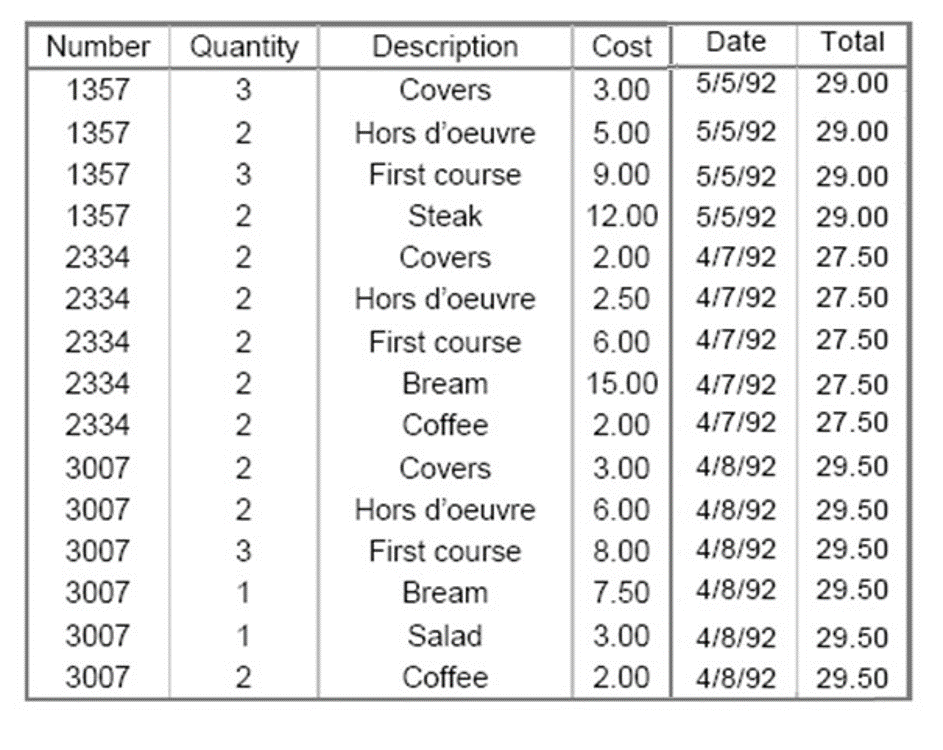 Number Quantity Description Cost Date Total
1357 3 Covers 3.00 5/5/92 29.00
1357 2 Hors d'oeuvre 5.00 5/5/92 29.00
1357 3 First course 9.00 5/5/92 29.00
1357 2 Steak 12.00 5/5/92 29.00
2334 2 Covers 2.00 4/7/92 27.50
2334 2 Hors d'oeuvre 2.50 4/7/92 27.50
2334 2 First course 6.00 4/7/92 27.50
2334 2 Bream 15.00 4/7/92 27.50
2334 2 Coffee 2.00 4/7/92 27.50
3007 2 Covers 3.00 4/8/92 29.50
3007 2 Hors d'oeuvre 6.00 4/8/92 29.50
3007 3 First course 8.00 4/8/92 29.50
3007 1 Bream 7.50 4/8/92 29.50
3007 1 Salad 3.00 4/8/92 29.50
3007 2 Coffee 2.00 4/8/92 29.50